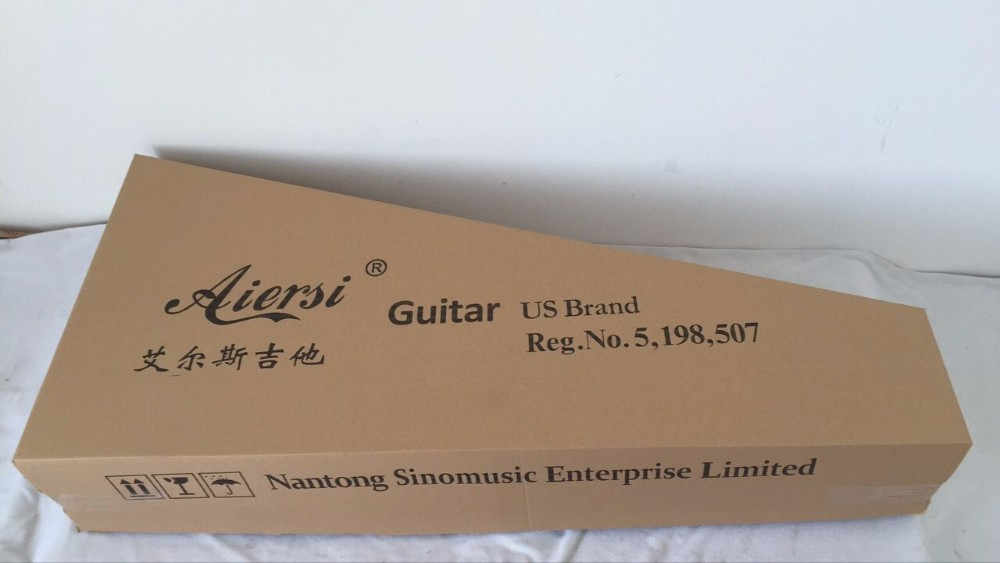 Aiersi®
Guitar
US Brand
Reg.No.5,198,507
艾尔斯吉他
Nantong Sinomusic Enterprise Limited